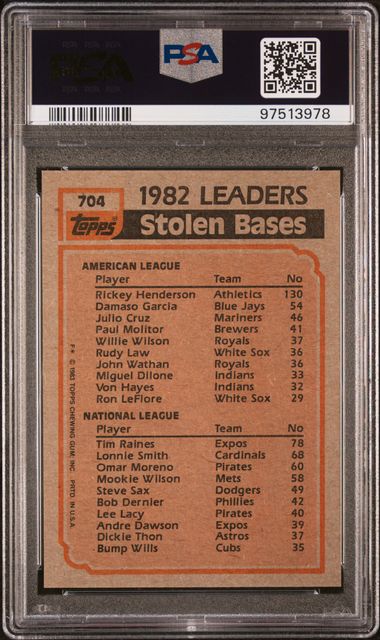 PSA
97513978
704
topps®
1982 LEADERS
Stolen Bases
AMERICAN LEAGUE
Player Team No
Rickey Henderson Athletics 130
Damaso Garcia Blue Jays 54
Julio Cruz Mariners 46
Paul Molitor Brewers 41
Willie Wilson Royals 37
Rudy Law White Sox 36
John Wathan Royals 36
Miguel Dilone Indians 33
Von Hayes Indians 32
Ron LeFlore White Sox 29
NATIONAL LEAGUE
Player Team No
Tim Raines Expos 78
Lonnie Smith Cardinals 68
Omar Moreno Pirates 60
Mookie Wilson Mets 58
Steve Sax Dodgers 49
Bob Dernier Phillies 42
Lee Lacy Pirates 40
Andre Dawson Expos 39
Dickie Thon Astros 37
Bump Wills Cubs 35
F* © 1983 TOPPS CHEWING GUM, INC. PRTD. IN U.S.A.